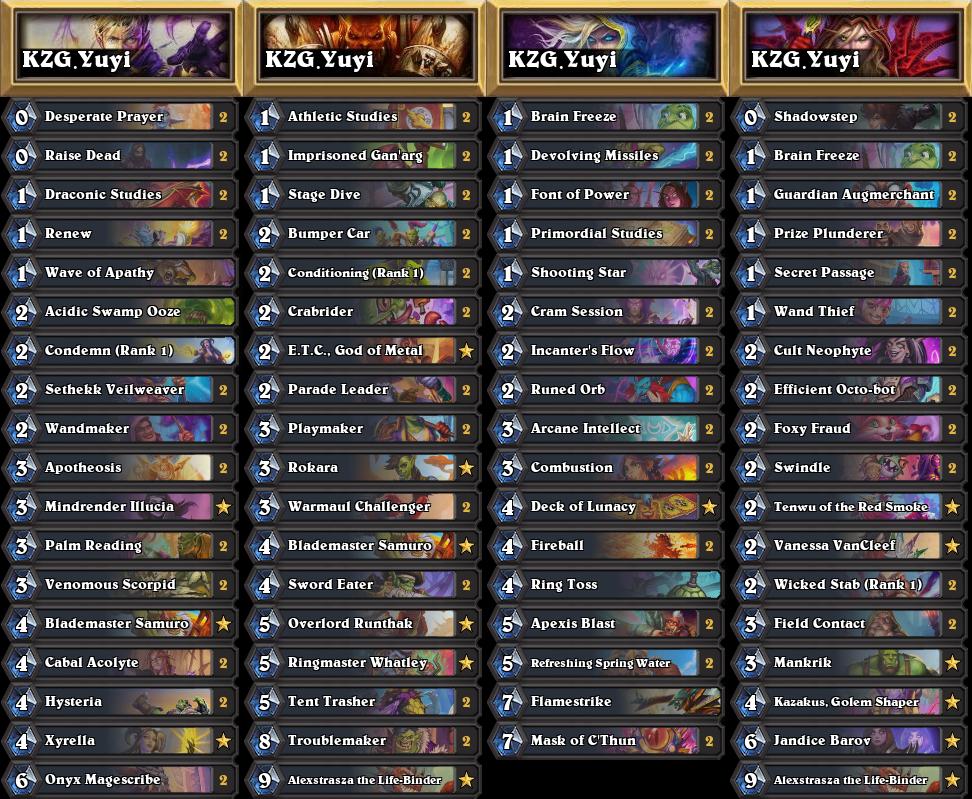 KZG.Yuyi
0 Desperate Prayer 2
0 Raise Dead 2
1 Draconic Studies 2
1 Renew 2
1 Wave of Apathy
2 Acidic Swamp Ooze
2 Condemn (Rank 1)
2 Sethekk Veilweaver 2
2 Wandmaker 2
3 Apotheosis 2
3 Mindrender Illucia
3 Palm Reading 2
3 Venomous Scorpid 2
4 Blademaster Samuro
4 Cabal Acolyte 2
4 Hysteria 2
4 Xyrella
6 Onyx Magescribe 2
KZG.Yuyi
1 Athletic Studies 2
1 Imprisoned Gan'arg 2
1 Stage Dive 2
2 Bumper Car 2
2 Conditioning (Rank 1) 2
2 Crabrider 2
2 E.T.C., God of Metal
2 Parade Leader 2
3 Playmaker 2
3 Rokara
3 Warmaul Challenger 2
4 Blademaster Samuro
4 Sword Eater 2
5 Overlord Runthak
5 Ringmaster Whatley
5 Tent Trasher 2
8 Troublemaker 2
9 Alexstrasza the Life-Binder
KZG.Yuyi
1 Brain Freeze 2
1 Devolving Missiles 2
1 Font of Power 2
1 Primordial Studies 2
1 Shooting Star
2 Cram Session 2
2 Incanter's Flow 2
2 Runed Orb 2
3 Arcane Intellect
3 Combustion 2
4 Deck of Lunacy
4 Fireball 2
4 Ring Toss
5 Apexis Blast 2
5 Refreshing Spring Water 2
7 Flamestrike
7 Mask of C'Thun 2
KZG.Yuyi
0 Shadowstep 2
1 Brain Freeze 2
1 Guardian Augmerchant 2
1 Prize Plunderer 2
1 Secret Passage 2
1 Wand Thief 2
2 Cult Neophyte 2
2 Efficient Octo-bot 2
2 Foxy Fraud 2
2 Swindle 2
2 Tenwu of the Red Smoke
2 Vanessa VanCleef
2 Wicked Stab (Rank 1) 2
3 Field Contact 2
3 Mankrik
4 Kazakus, Golem Shaper
6 Jandice Barov
9 Alexstrasza the Life-Binder